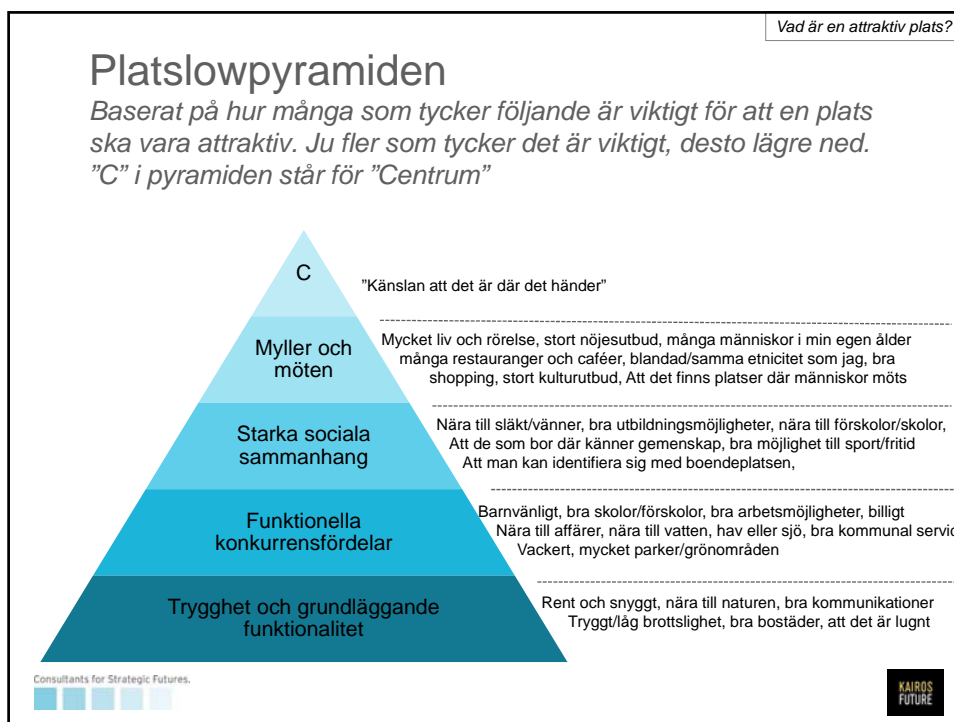 Vad är en attraktiv plats?
Platslowpyramiden
Baserat på hur många som tycker följande är viktigt för att en plats
ska vara attraktiv. Ju fler som tycker det är viktigt, desto lägre ned.
”C” i pyramiden står för ”Centrum”
C
”Känslan att det är där det händer”
Myller och
möten
Mycket liv och rörelse, stort nöjesutbud, många människor i min egen ålder
många restauranger och caféer, blandad/samma etnicitet som jag, bra
shopping, stort kulturutbud, Att det finns platser där människor möts
Starka sociala
sammanhang
Nära till släkt/vänner, bra utbildningsmöjligheter, nära till förskolor/skolor,
Att de som bor där känner gemenskap, bra möjlighet till sport/fritid
Att man kan identifiera sig med boendeplatsen,
Funktionella
konkurrensfördelar
Barnvänligt, bra skolor/förskolor, bra arbetsmöjligheter, billigt
Nära till affärer, nära till vatten, hav eller sjö, bra kommunal servic
Vackert, mycket parker/grönområden
Trygghet och grundläggande
funktionalitet
Rent och snyggt, nära till naturen, bra kommunikationer
Tryggt/låg brottslighet, bra bostäder, att det är lugnt
Consultants for Strategic Futures.
KAIROS
FUTURE